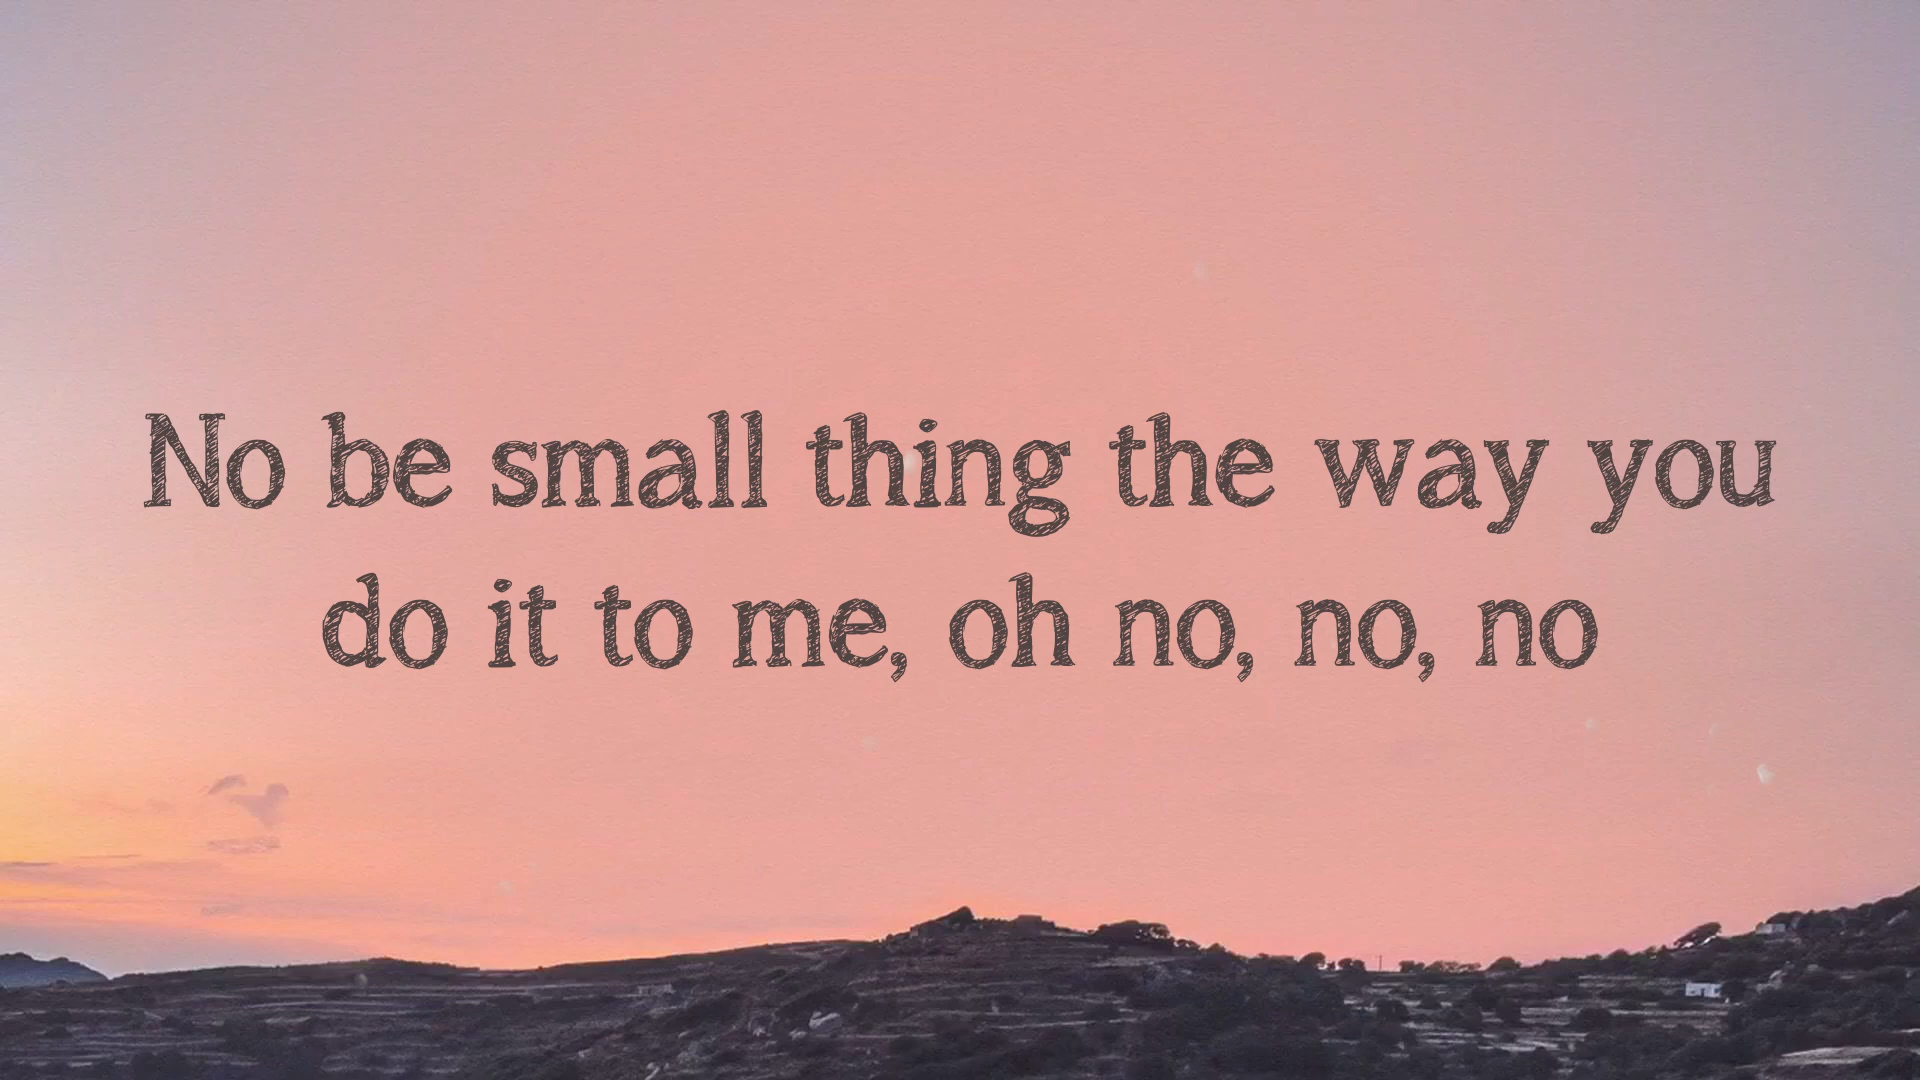 No be small thing the way you
do it to me, oh no, no, no